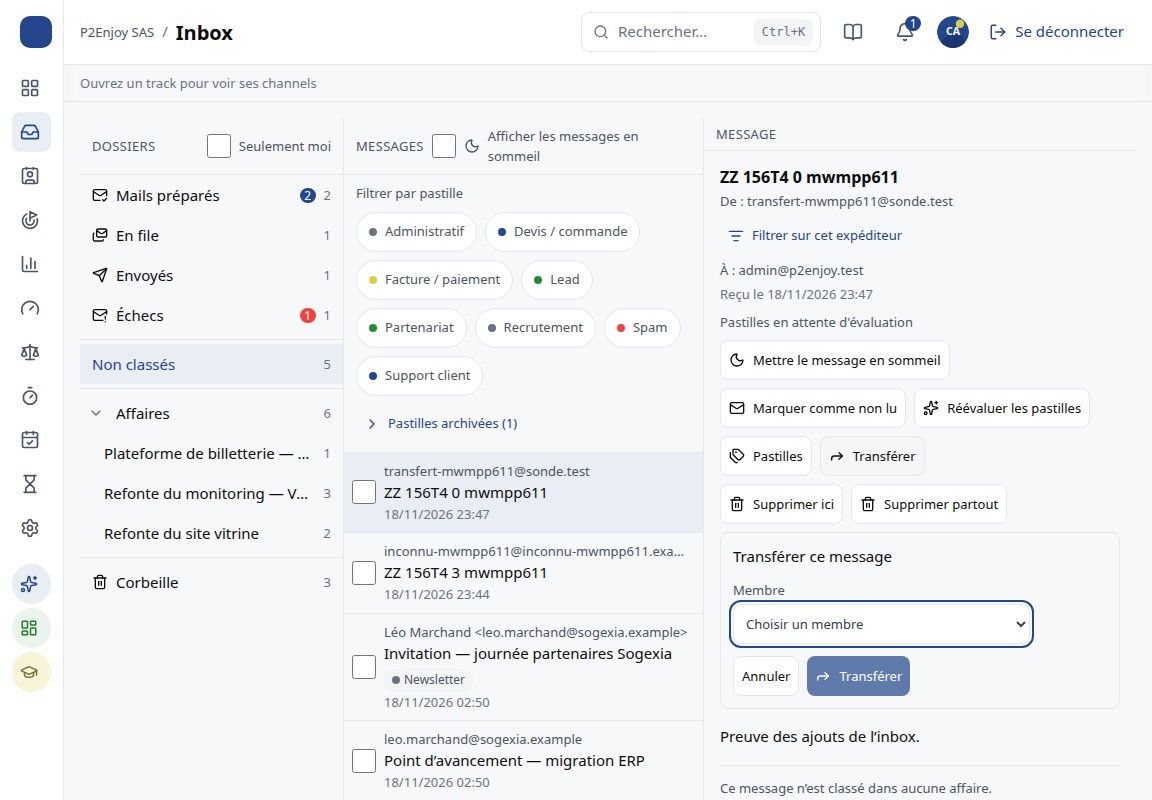 P2Enjoy SAS / Inbox
Rechercher...
Ctrl+K
1
CA
Se déconnecter
Ouvrez un track pour voir ses channels
DOSSIERS
Seulement moi
Mails préparés 2 2
En file 1
Envoyés 1
Échecs 1 1
Non classés 5
Affaires 6
Plateforme de billetterie — ... 1
Refonte du monitoring — V... 3
Refonte du site vitrine 2
Corbeille 3
MESSAGES
Afficher les messages en
sommeil
Filtrer par pastille
Administratif
Devis / commande
Facture / paiement
Lead
Partenariat
Recrutement
Spam
Support client
Pastilles archivées (1)
transfert-mwmpp611@sonde.test
ZZ 156T4 0 mwmpp611
18/11/2026 23:47
inconnu-mwmpp611@inconnu-mwmpp611.exa...
ZZ 156T4 3 mwmpp611
18/11/2026 23:44
Léo Marchand <leo.marchand@sogexia.example>
Invitation — journée partenaires Sogexia
Newsletter
18/11/2026 02:50
leo.marchand@sogexia.example
Point d’avancement — migration ERP
18/11/2026 02:50
MESSAGE
ZZ 156T4 0 mwmpp611
De : transfert-mwmpp611@sonde.test
Filtrer sur cet expéditeur
À : admin@p2enjoy.test
Reçu le 18/11/2026 23:47
Pastilles en attente d'évaluation
Mettre le message en sommeil
Marquer comme non lu
Réévaluer les pastilles
Pastilles
Transférer
Supprimer ici
Supprimer partout
Transférer ce message
Membre
Choisir un membre
Annuler
Transférer
Preuve des ajouts de l’inbox.
Ce message n’est classé dans aucune affaire.